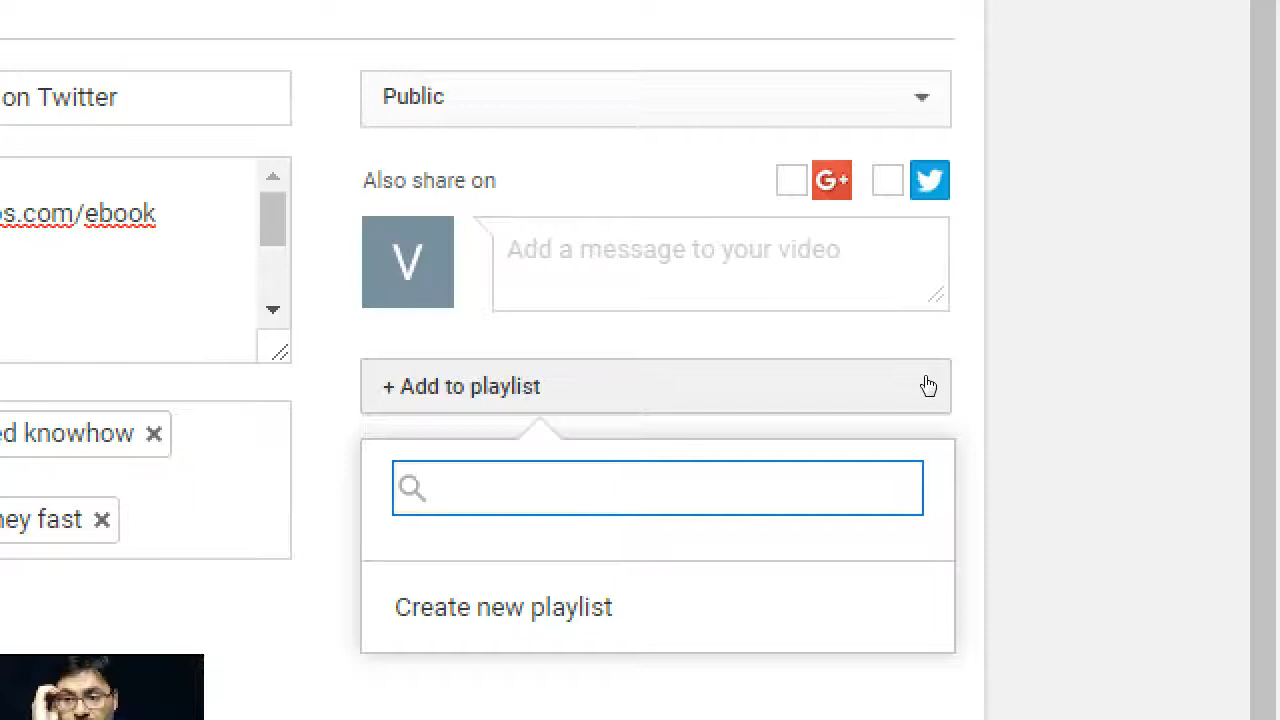 on Twitter
Public
Also share on
G+
s.com/ebook
V
Add a message to your video
+ Add to playlist
ed knowhow
ney fast
Create new playlist